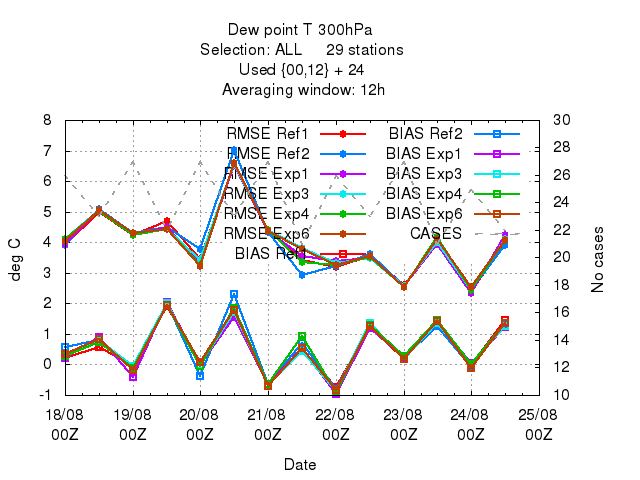 Dew point T 300hPa
Selection: ALL 29 stations
Used {00,12} + 24
Averaging window: 12h
RMSE Ref1
RMSE Ref2
RMSE Exp1
RMSE Exp3
RMSE Exp4
RMSE Exp6
BIAS Ref1
BIAS Ref2
BIAS Exp1
BIAS Exp3
BIAS Exp4
BIAS Exp6
CASES
8
7
6
5
4
3
2
1
0
-1
deg C
30
28
26
24
22
20
18
16
14
12
10
No cases
18/08 19/08 20/08 21/08 22/08 23/08 24/08 25/08
00Z 00Z 00Z 00Z 00Z 00Z 00Z 00Z
Date